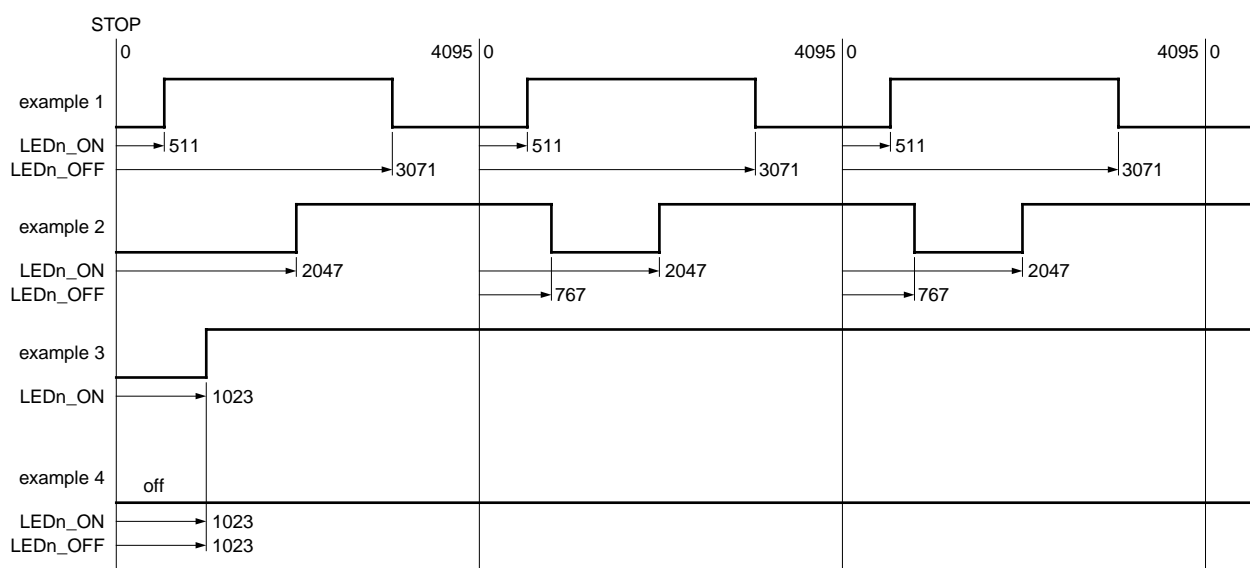 STOP
0 4095 0 4095 0 4095 0
example 1
LEDn_ON 511 511 511
LEDn_OFF 3071 3071 3071
example 2
LEDn_ON 2047 2047 2047
LEDn_OFF 767 767
example 3
LEDn_ON 1023
example 4
off
LEDn_ON 1023
LEDn_OFF 1023